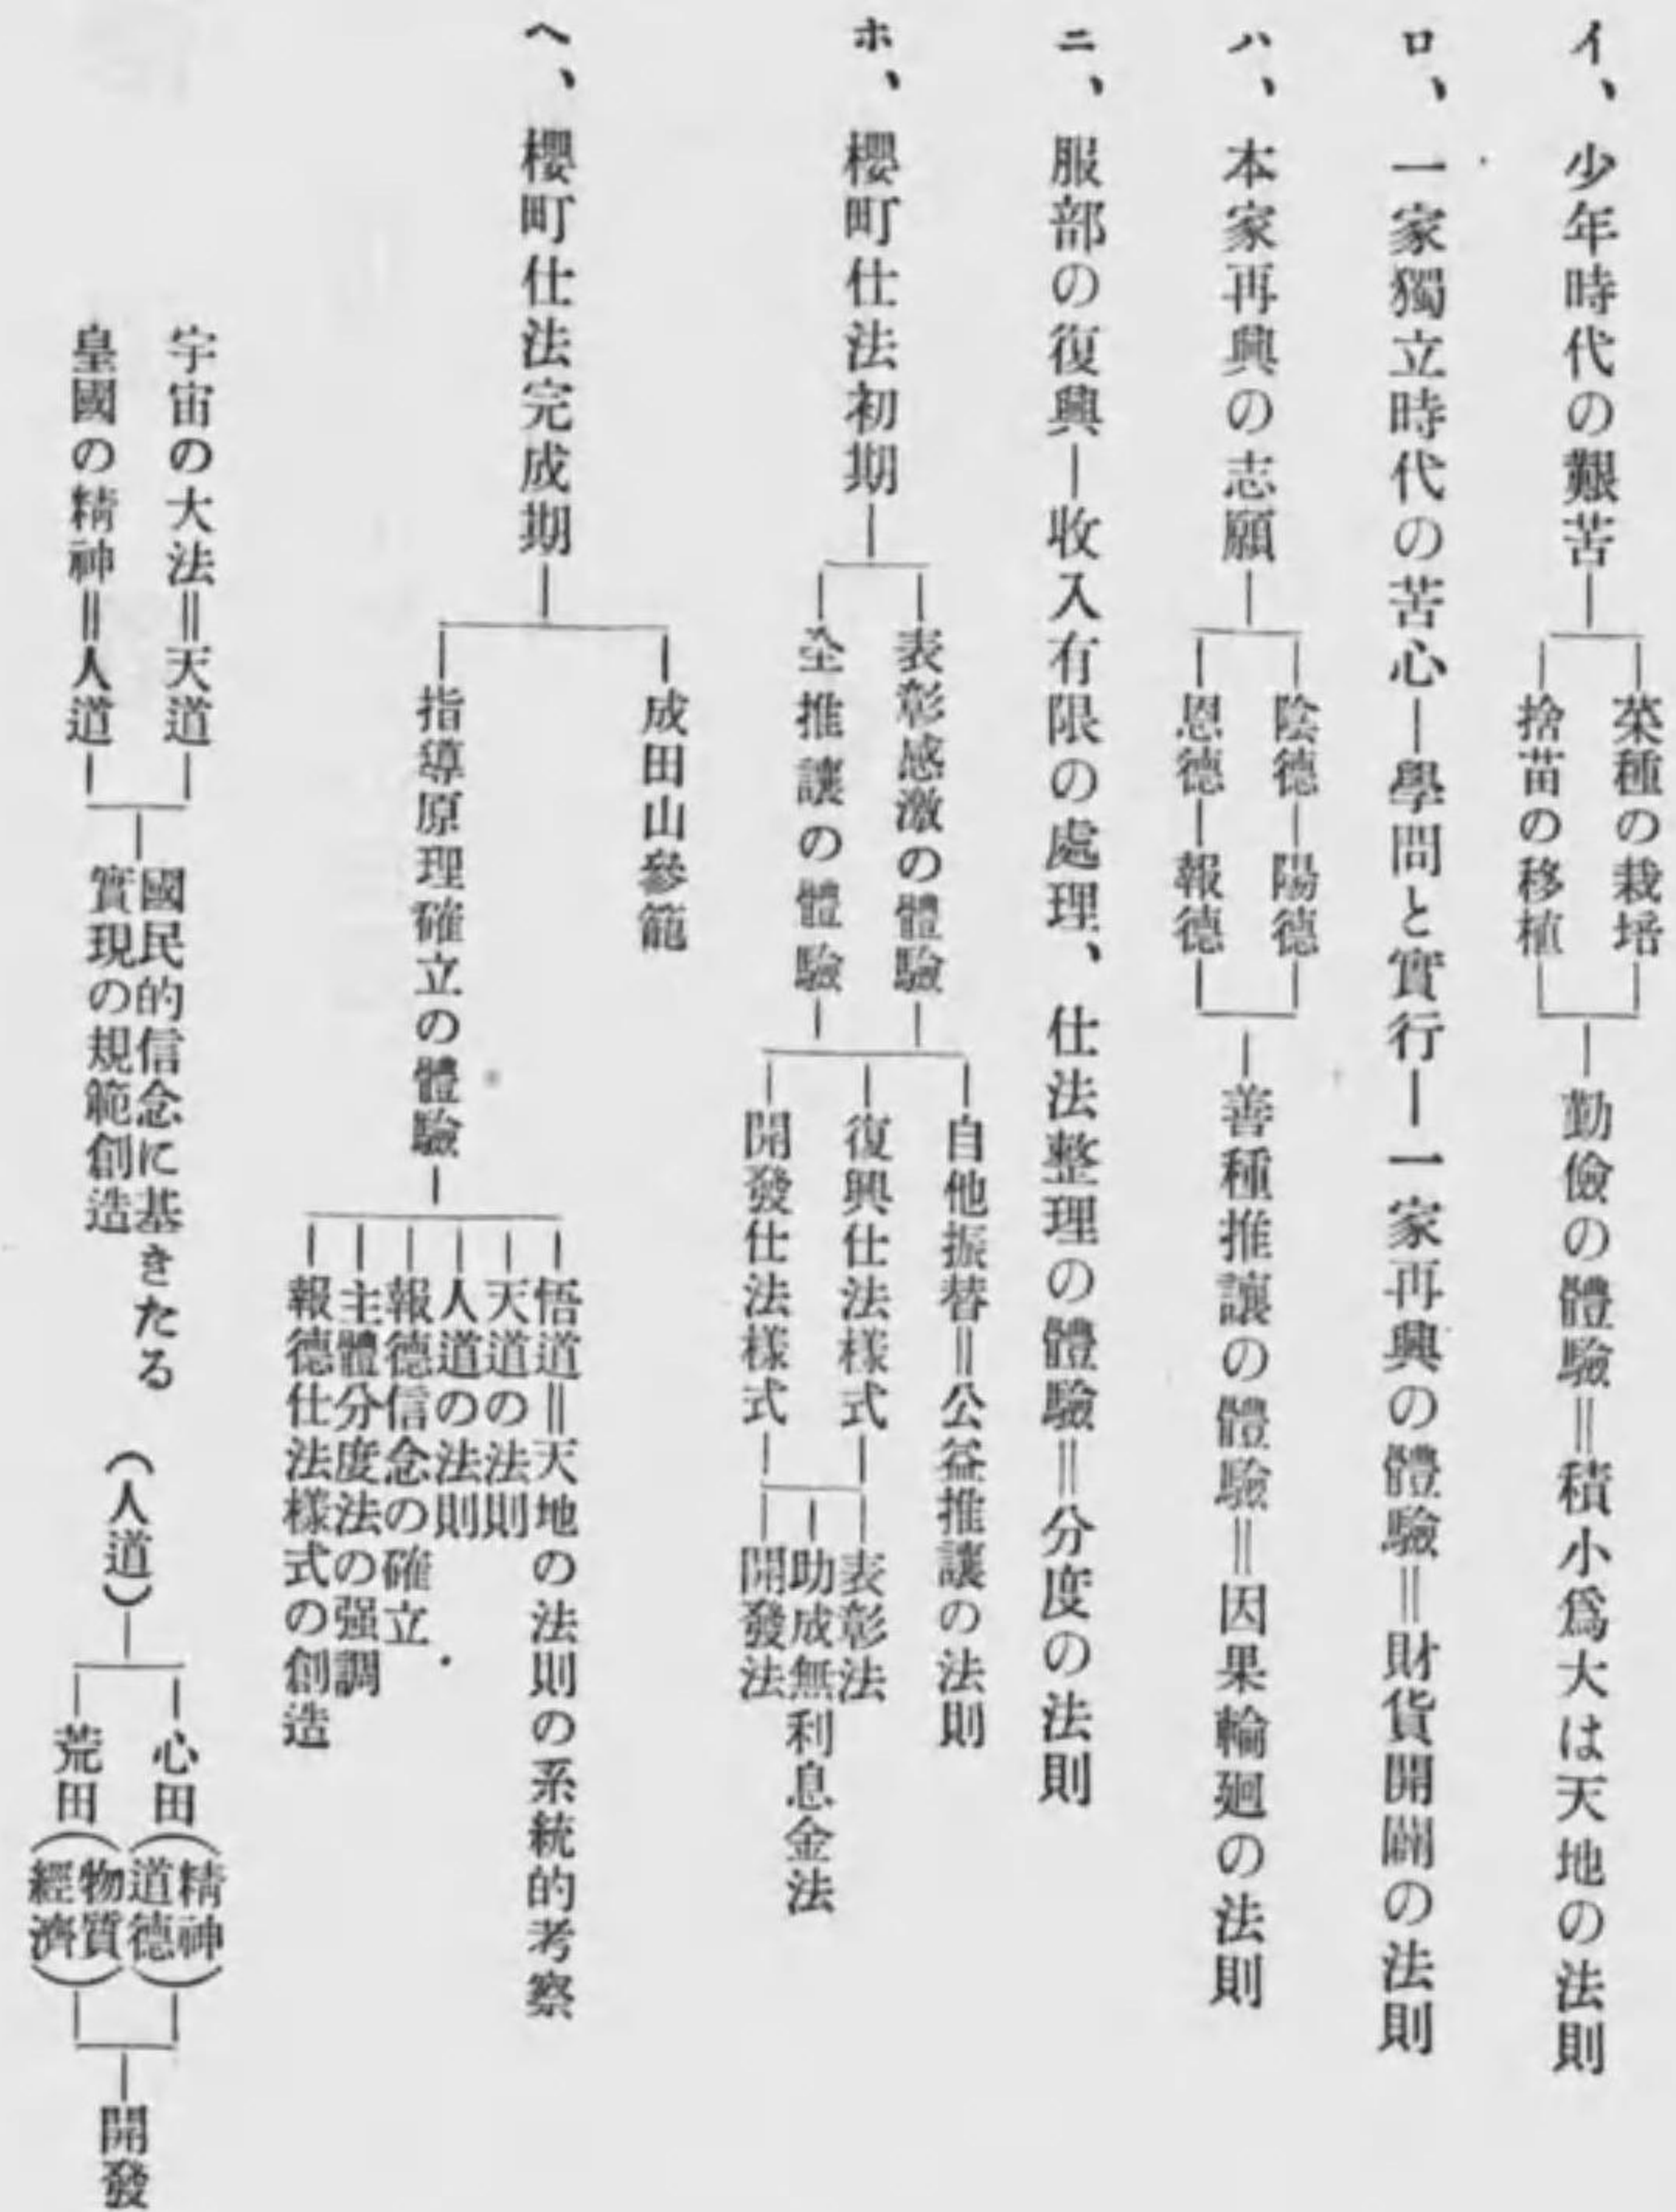 イ、少年時代の艱苦
菜種の栽培
捨苗の移植
勤儉の體驗＝積小爲大は天地の法則
ロ、一家獨立時代の苦心―學問と實行―一家再興の體驗＝財貨開闢の法則
ハ、本家再興の志願
陰德―陽德
恩德―報德
善種推讓の體驗＝因果輪廻の法則
ニ、服部の復興―收入有限の處理、仕法整理の體驗＝分度の法則
ホ、櫻町仕法初期
表彰感激の體驗
全推讓の體驗
自他振替＝公益推讓の法則
復興仕法樣式
開發仕法樣式
表彰法
助成無利息金法
開發法
ヘ、櫻町仕法完成期
成田山參籠
指導原理確立の體驗
悟道＝天地の法則の系統的考察
天道の法則
人道の法則
報德信念の確立
主體分度法の强調
報德仕法樣式の創造
宇宙の大法＝天道
皇國の精神＝人道
國民的信念に基きたる
實現の規範創造
（人道）
心田（精神
道德）
荒田（物質
經濟）
開發